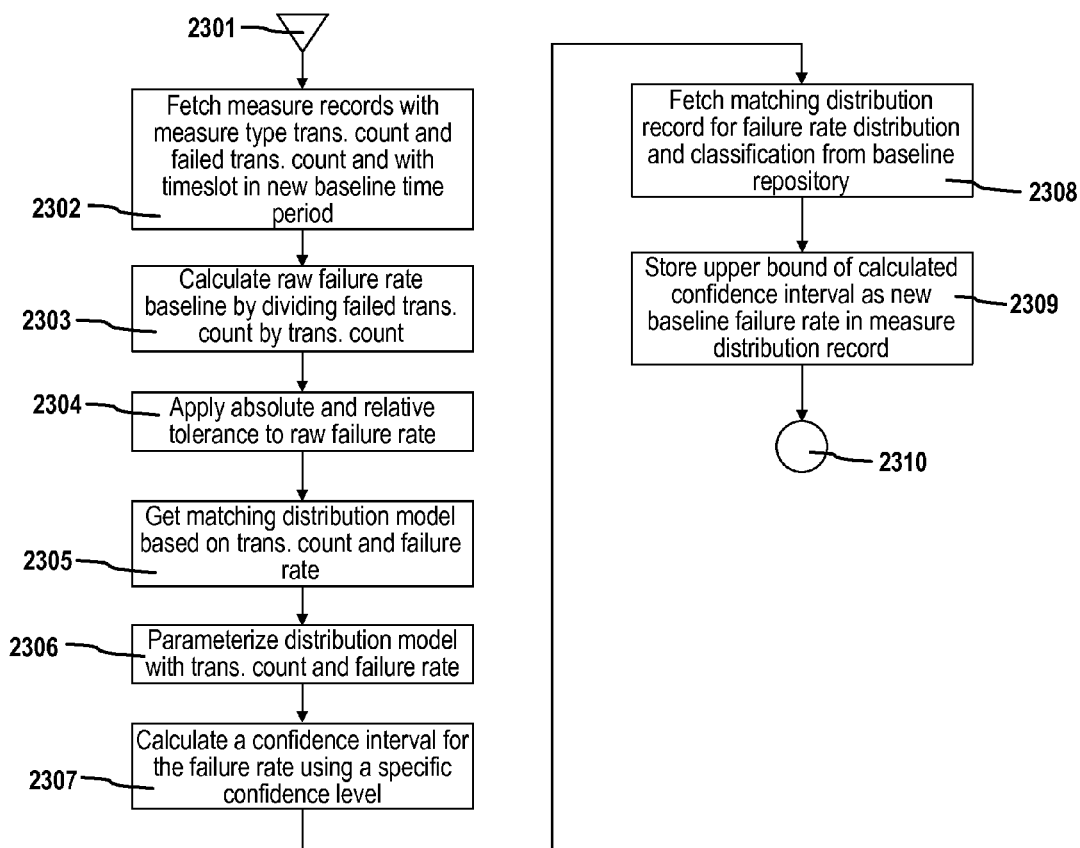 2301
Fetch measure records with
measure type trans. count and
failed trans. count and with
timeslot in new baseline time
period
2302
Calculate raw failure rate
baseline by dividing failed trans.
count by trans. count
2303
Apply absolute and relative
tolerance to raw failure rate
2304
Get matching distribution model
based on trans. count and failure
rate
2305
Parameterize distribution model
with trans. count and failure rate
2306
Calculate a confidence interval for
the failure rate using a specific
confidence level
2307
Fetch matching distribution
record for failure rate distribution
and classification from baseline
repository
2308
Store upper bound of calculated
confidence interval as new
baseline failure rate in measure
distribution record
2309
2310